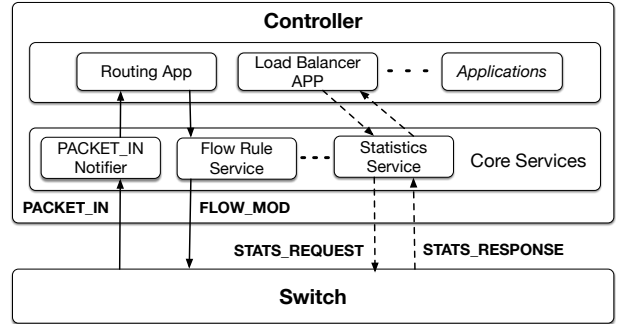 Controller
Routing App
Load Balancer
APP
Applications
PACKET_IN
Notifier
Flow Rule
Service
Statistics
Service
Core Services
PACKET_IN
FLOW_MOD
STATS_REQUEST
STATS_RESPONSE
Switch